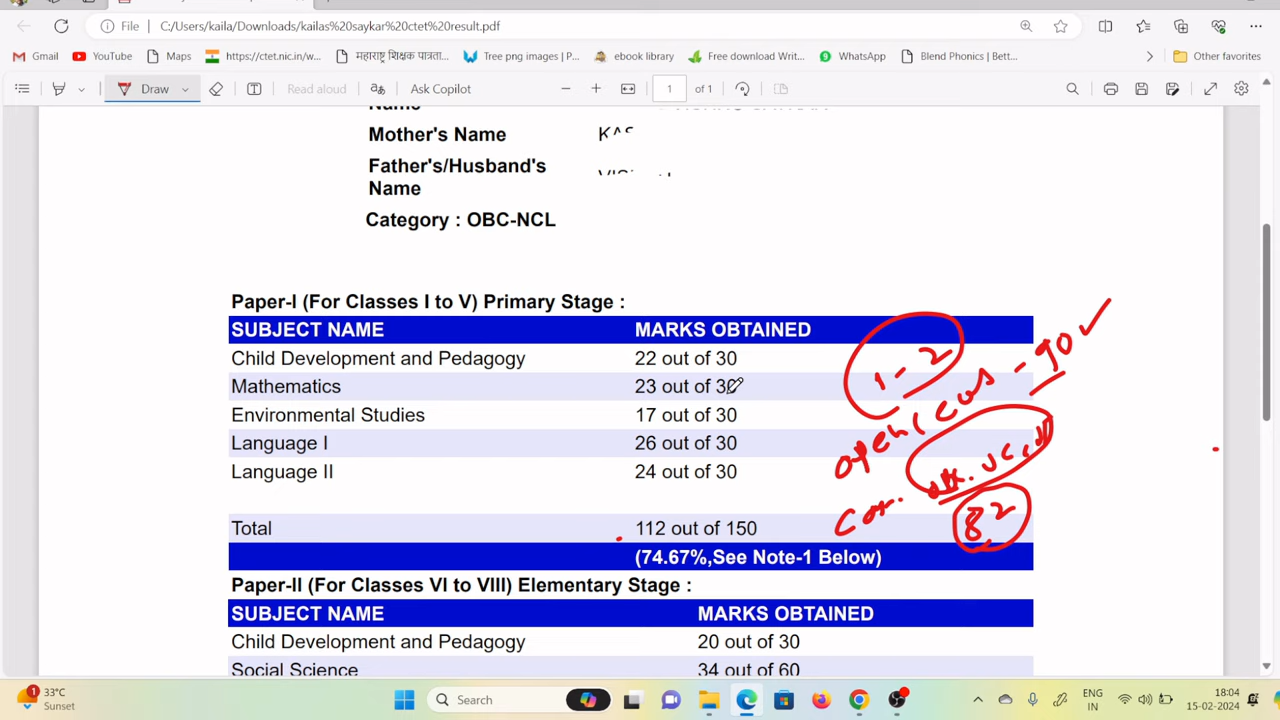 File C:/Users/kaila/Downloads/kailas%20saykar%20ctet%20result.pdf
Gmail YouTube Maps https://ctet.nic.in/w... महाराष्ट्र शिक्षक पात्रता... Tree png images | P... ebook library Free download Writ... WhatsApp Blend Phonics | Bett... Other favorites
Draw Read aloud Ask Copilot 1 of 1
Name
Mother's Name
Father's/Husband's
Name
Category : OBC-NCL
Paper-I (For Classes I to V) Primary Stage :
SUBJECT NAME MARKS OBTAINED
Child Development and Pedagogy 22 out of 30
Mathematics 23 out of 30
Environmental Studies 17 out of 30
Language I 26 out of 30
Language II 24 out of 30
Total 112 out of 150
(74.67%,See Note-1 Below)
1 - 2
open - 90
82
Paper-II (For Classes VI to VIII) Elementary Stage :
SUBJECT NAME MARKS OBTAINED
Child Development and Pedagogy 20 out of 30
Social Science 34 out of 60
1 33°C
Sunset
Search
ENG
IN
18:04
15-02-2024